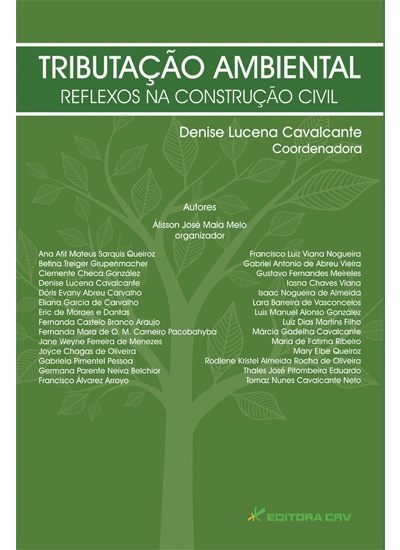 TRIBUTAÇÃO AMBIENTAL
REFLEXOS NA CONSTRUÇÃO CIVIL
Denise Lucena Cavalcante
Coordenadora
Autores
Álisson José Maia Melo
organizador
Ana Afif Mateus Sarquis Queiroz
Betina Treiger Grupenmacher
Clemente Checa González
Denise Lucena Cavalcante
Dóris Evany Abreu Carvalho
Eliana Garcia de Carvalho
Eric de Moraes e Dantas
Fernanda Castelo Branco Araujo
Fernanda Mara de O. M. Carneiro Pacobahyba
Jane Weyne Ferreira de Menezes
Joyce Chagas de Oliveira
Gabriela Pimentel Pessoa
Germana Parente Neiva Belchior
Francisco Álvarez Arroyo
Francisco Luiz Viana Nogueira
Gabriel Antonio de Abreu Vieira
Gustavo Fernandes Meireles
Iasna Chaves Viana
Isaac Nogueira de Almeida
Lara Barreira de Vasconcelos
Luis Manuel Alonso González
Luiz Dias Martins Filho
Márcia Gadelha Cavalcante
Maria de Fátima Ribeiro
Mary Elbe Queiroz
Rodlene Kristel Almeida Rocha de Oliveira
Thales José Pitombeira Eduardo
Tomaz Nunes Cavalcante Neto
EDITORA CRV